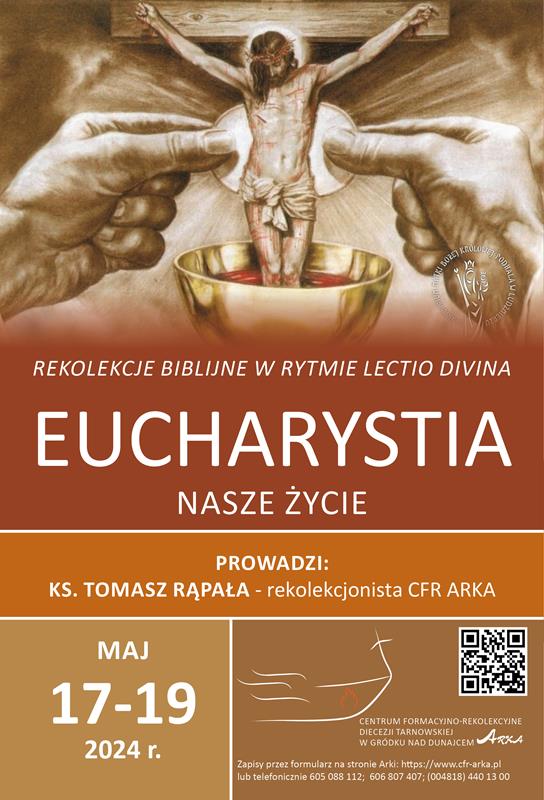 REKOLEKCJE BIBLIJNE W RYTMIE LECTIO DIVINA
EUCHARYSTIA
NASZE ŻYCIE
PROWADZI:
KS. TOMASZ RĄPAŁA - rekolekcjonista CFR ARKA
MAJ
17-19
2024 r.
CENTRUM FORMACYJNO-REKOLEKCYJNE
DIECEZJI TARNOWSKIEJ
W GRÓDKU NAD DUNAJCEM ARKA
Zapisy przez formularz na stronie Arki: https://www.cfr-arka.pl
lub telefonicznie 605 088 112; 606 807 407; (004818) 440 13 00